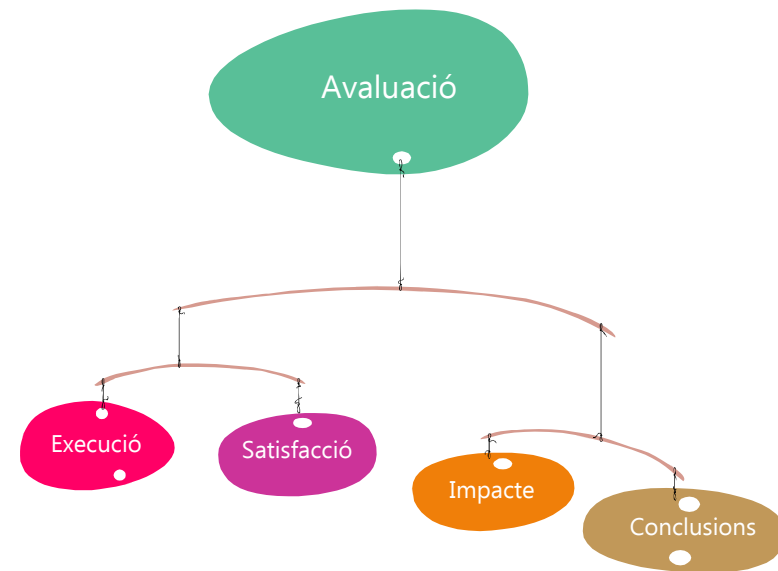 Avaluació
Execució
Satisfacció
Impacte
Conclusions